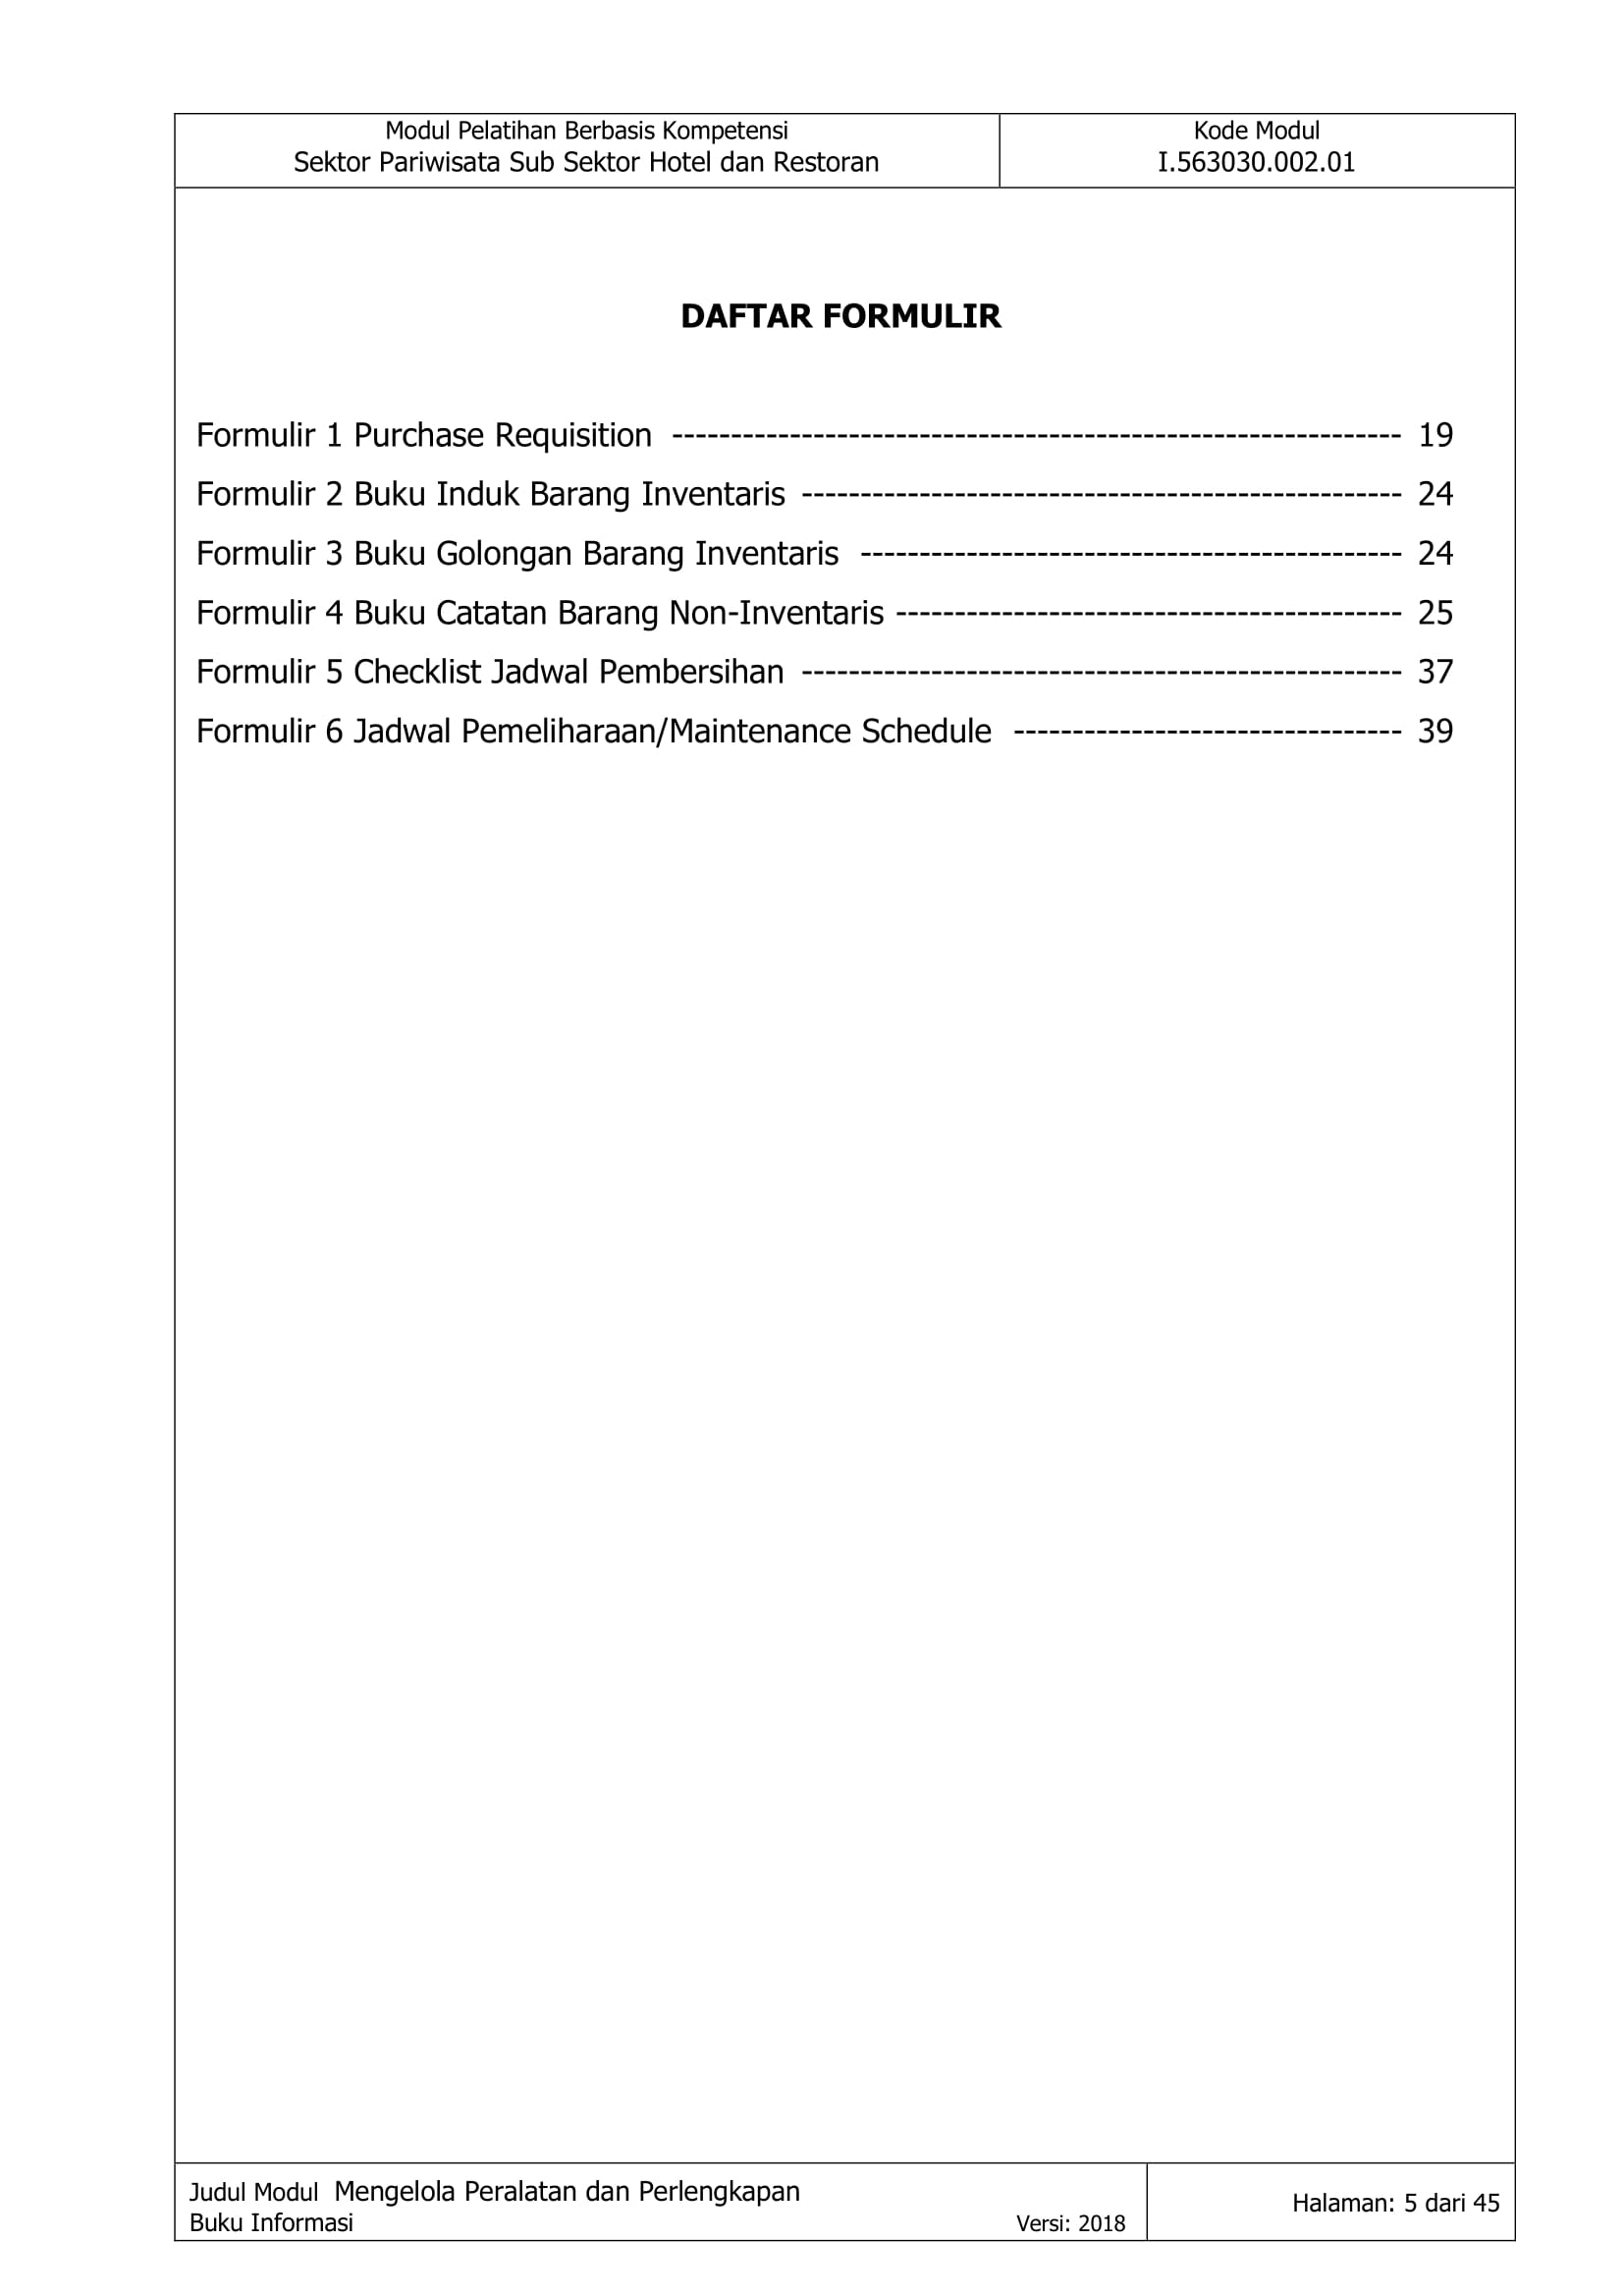 Modul Pelatihan Berbasis Kompetensi
Sektor Pariwisata Sub Sektor Hotel dan Restoran
Kode Modul
I.563030.002.01
DAFTAR FORMULIR
Formulir 1 Purchase Requisition -------------------------------------------------------------- 19
Formulir 2 Buku Induk Barang Inventaris --------------------------------------------------- 24
Formulir 3 Buku Golongan Barang Inventaris ---------------------------------------------- 24
Formulir 4 Buku Catatan Barang Non-Inventaris ------------------------------------------- 25
Formulir 5 Checklist Jadwal Pembersihan --------------------------------------------------- 37
Formulir 6 Jadwal Pemeliharaan/Maintenance Schedule --------------------------------- 39
Judul Modul Mengelola Peralatan dan Perlengkapan
Buku Informasi Versi: 2018
Halaman: 5 dari 45